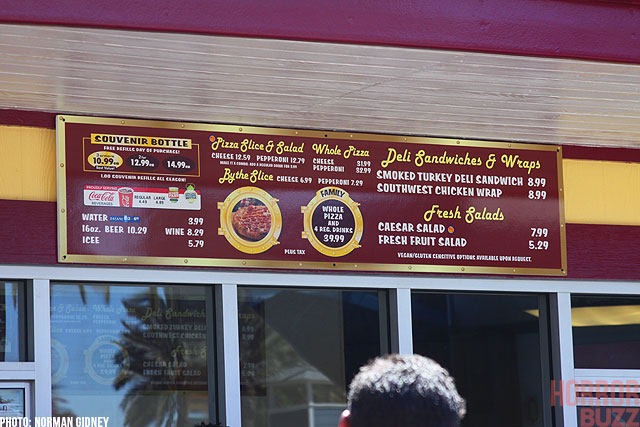 SOUVENIR BOTTLE
FREE REFILLS DAY OF PURCHASE!
10.99 12.99 14.99
1.00 SOUVENIR REFILLS ALL SEASON!
Coca-Cola
BEVERAGES
REGULAR LARGE
WATER 3.99
16oz. BEER 10.29 WINE 8.29
ICEE 5.79
Pizza Slice & Salad
CHEESE 12.59 PEPPERONI 12.79
By the Slice CHEESE 6.99 PEPPERONI 7.29
Whole Pizza
CHEESE
PEPPERONI
FAMILY
WHOLE
PIZZA
AND
4 REG. DRINKS
39.99
PLUS TAX
Deli Sandwiches & Wraps
SMOKED TURKEY DELI SANDWICH 8.99
SOUTHWEST CHICKEN WRAP 8.99
Fresh Salads
CAESAR SALAD 7.99
FRESH FRUIT SALAD 5.29
VEGAN/GLUTEN SENSITIVE OPTIONS AVAILABLE UPON REQUEST.
PHOTO: NORMAN GIDNEY
HORROR
BUZZ